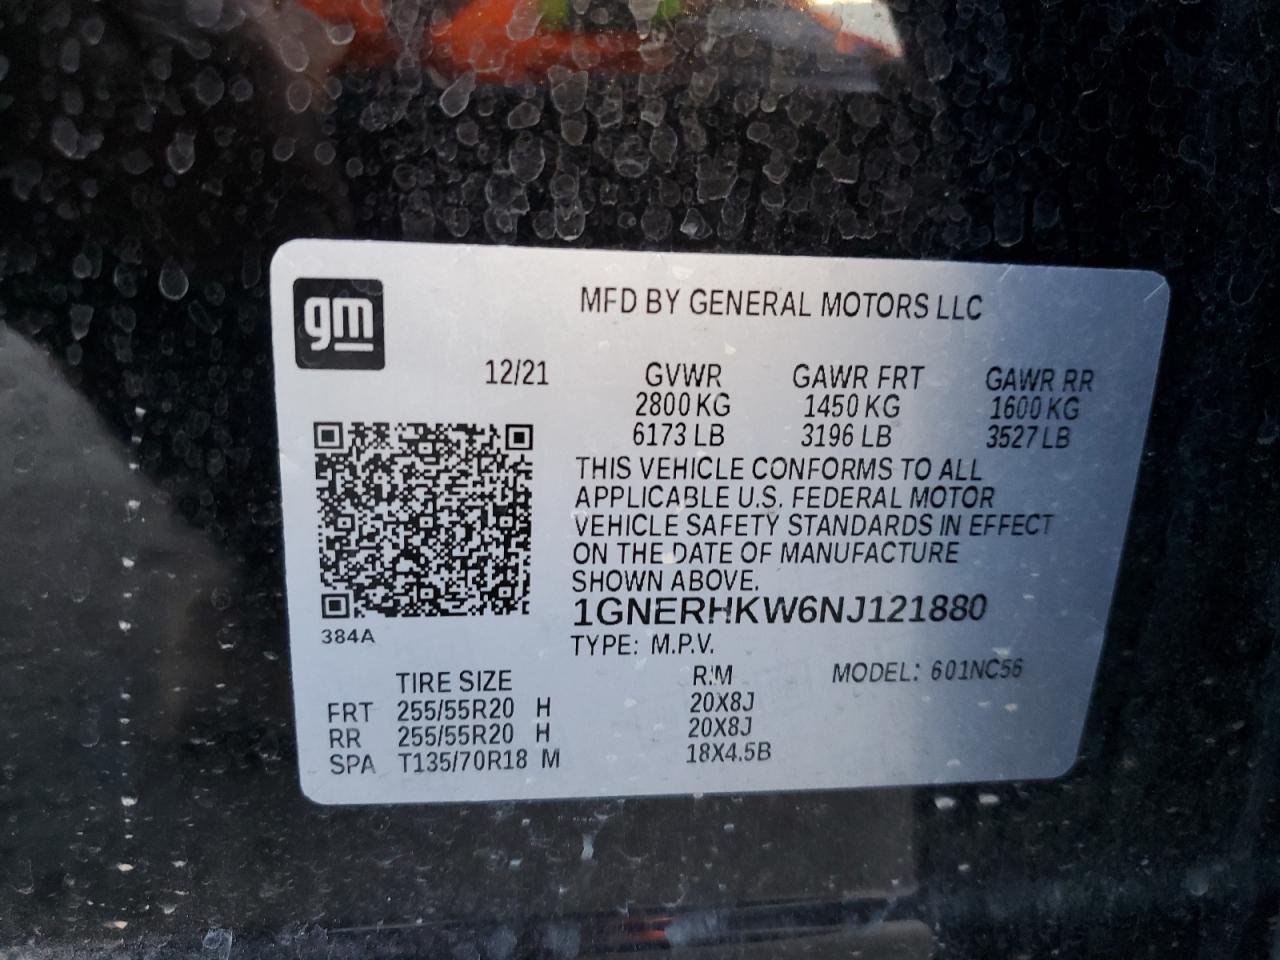 gm
MFD BY GENERAL MOTORS LLC
12/21 GVWR GAWR FRT GAWR RR
2800 KG 1450 KG 1600 KG
6173 LB 3196 LB 3527 LB
THIS VEHICLE CONFORMS TO ALL
APPLICABLE U.S. FEDERAL MOTOR
VEHICLE SAFETY STANDARDS IN EFFECT
ON THE DATE OF MANUFACTURE
SHOWN ABOVE.
1GNERHKW6NJ121880
384A
TYPE: M.P.V.
TIRE SIZE RIM MODEL: 601NC56
FRT 255/55R20 H 20X8J
RR 255/55R20 H 20X8J
SPA T135/70R18 M 18X4.5B